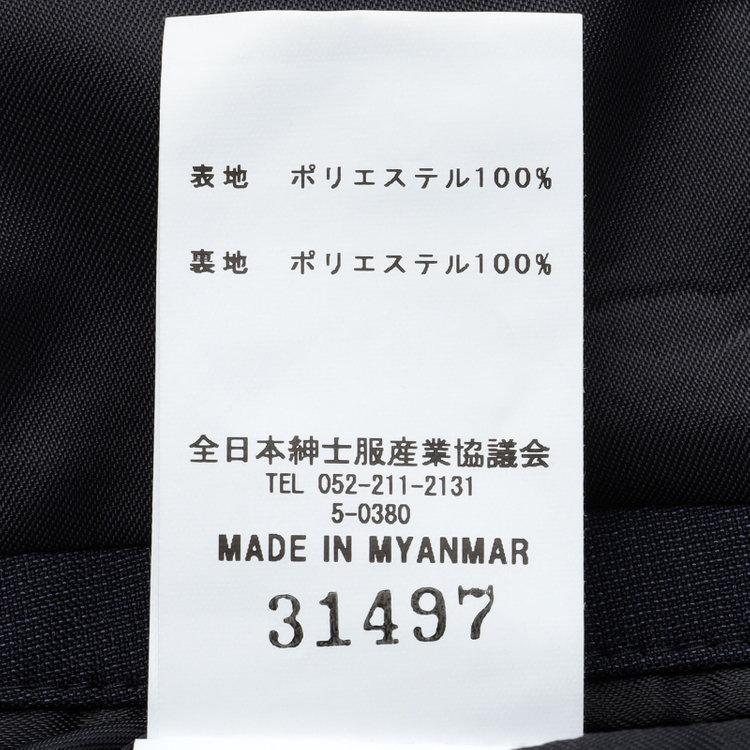 表地　ポリエステル100%
裏地　ポリエステル100%
全日本紳士服産業協議会
TEL 052-211-2131
5-0380
MADE IN MYANMAR
31497